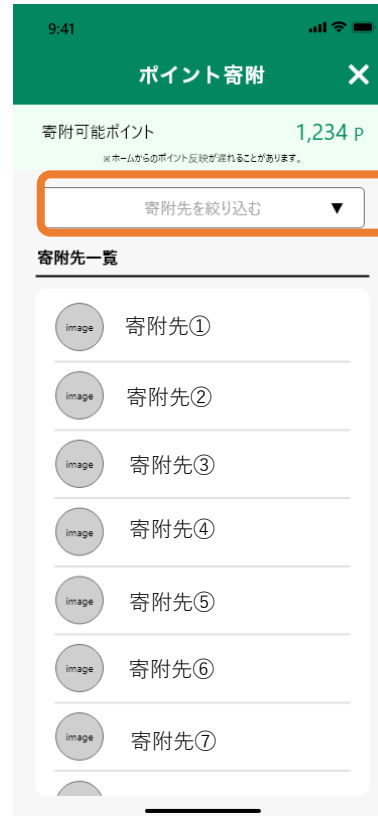 9:41
ポイント寄附 ✕
寄附可能ポイント 1,234 P
※ホームからのポイント反映が遅れることがあります。
寄附先を絞り込む ▼
寄附先一覧
image 寄附先①
image 寄附先②
image 寄附先③
image 寄附先④
image 寄附先⑤
image 寄附先⑥
image 寄附先⑦